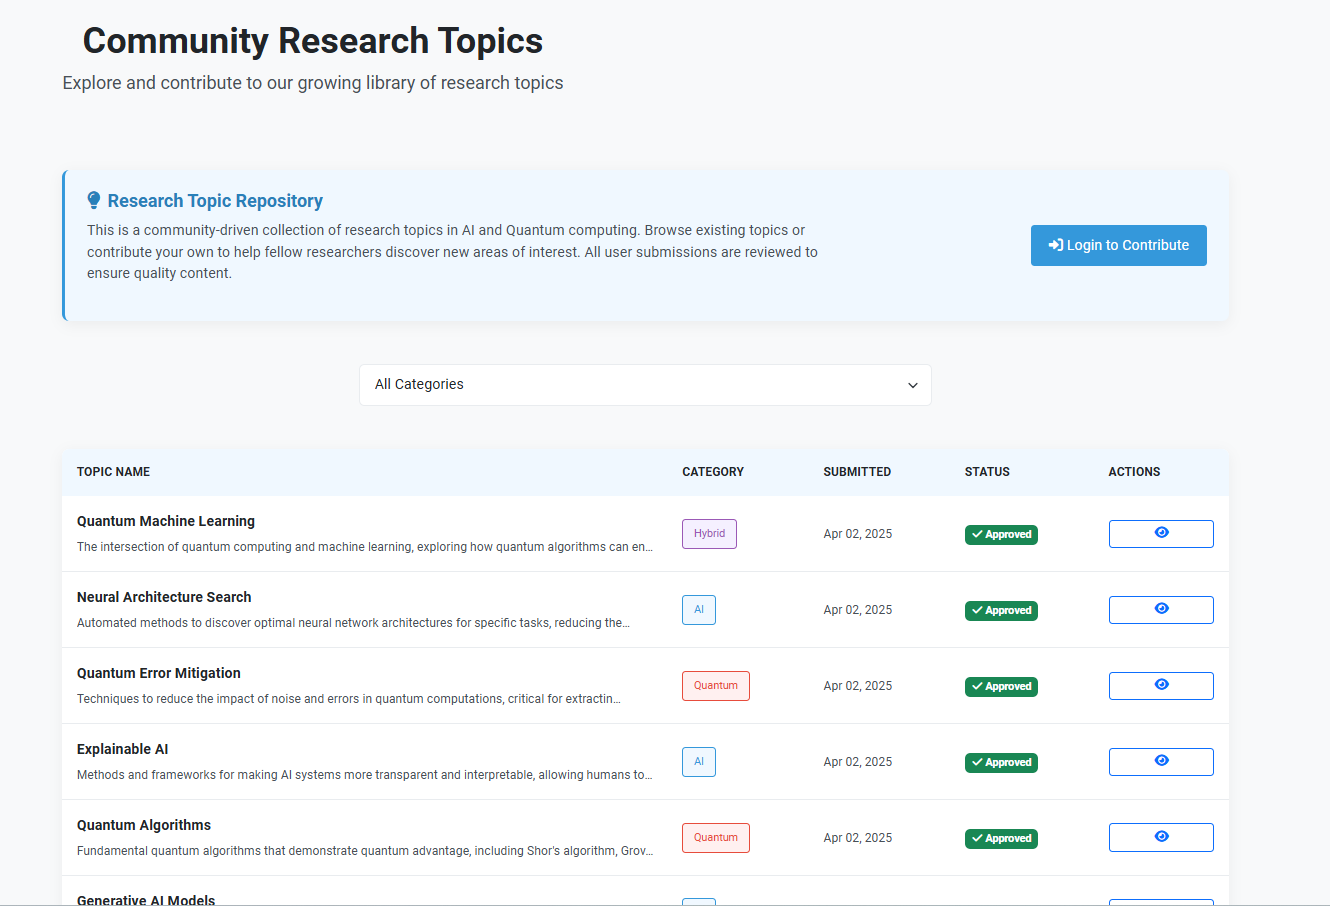 Community Research Topics
Explore and contribute to our growing library of research topics
Research Topic Repository
This is a community-driven collection of research topics in AI and Quantum computing. Browse existing topics or
contribute your own to help fellow researchers discover new areas of interest. All user submissions are reviewed to
ensure quality content.
Login to Contribute
All Categories
TOPIC NAME CATEGORY SUBMITTED STATUS ACTIONS
Quantum Machine Learning
The intersection of quantum computing and machine learning, exploring how quantum algorithms can en...
Hybrid Apr 02, 2025 Approved
Neural Architecture Search
Automated methods to discover optimal neural network architectures for specific tasks, reducing the...
AI Apr 02, 2025 Approved
Quantum Error Mitigation
Techniques to reduce the impact of noise and errors in quantum computations, critical for extractin...
Quantum Apr 02, 2025 Approved
Explainable AI
Methods and frameworks for making AI systems more transparent and interpretable, allowing humans to...
AI Apr 02, 2025 Approved
Quantum Algorithms
Fundamental quantum algorithms that demonstrate quantum advantage, including Shor's algorithm, Grov...
Quantum Apr 02, 2025 Approved
Generative AI Models